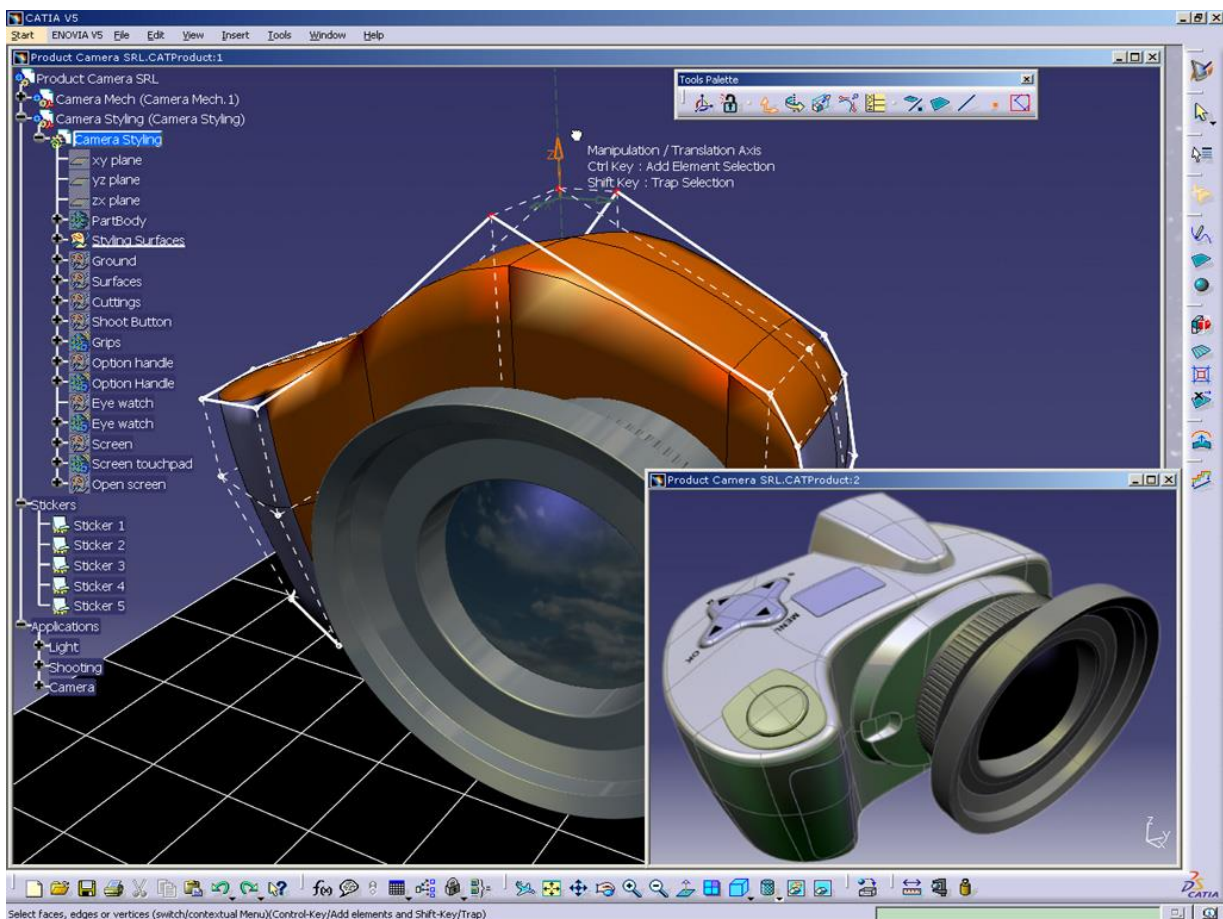 CATIA V5
Start ENOVIA V5 File Edit View Insert Tools Window Help
Product Camera SRL.CATProduct:1
Product Camera SRL
Camera Mech (Camera Mech.1)
Camera Styling (Camera Styling)
Camera Styling
xy plane
yz plane
zx plane
PartBody
Styling Surfaces
Ground
Surfaces
Cuttings
Shoot Button
Grips
Option handle
Option Handle
Eye watch
Eye watch
Screen
Screen touchpad
Open screen
Stickers
Sticker 1
Sticker 2
Sticker 3
Sticker 4
Sticker 5
Applications
Light
Shooting
Camera
Tools Palette
Z
Manipulation / Translation Axis
Ctrl Key : Add Element Selection
Shift Key : Trap Selection
Product Camera SRL.CATProduct:2
MENU
OK
z
y
f(x)
CATIA
Select faces, edges or vertices (switch/contextual Menu)(Control-Key/Add elements and Shift-Key/Trap)